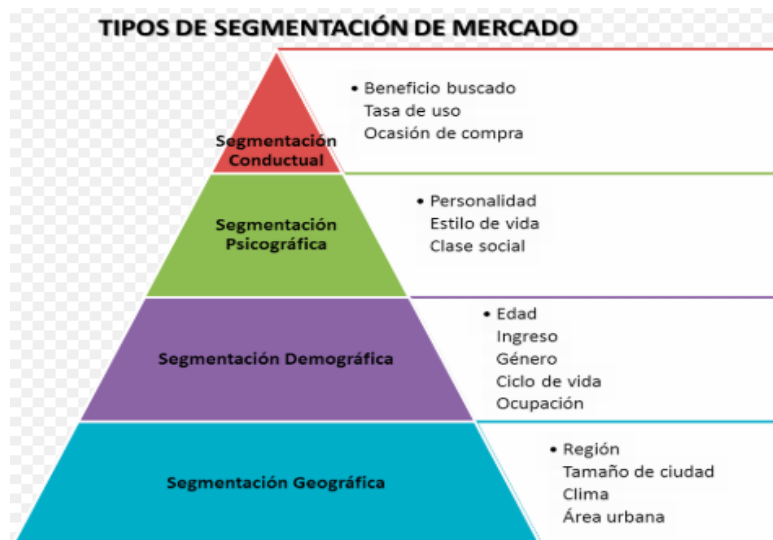 TIPOS DE SEGMENTACIÓN DE MERCADO
Segmentación
Conductual
• Beneficio buscado
Tasa de uso
Ocasión de compra
Segmentación
Psicográfica
• Personalidad
Estilo de vida
Clase social
Segmentación Demográfica
• Edad
Ingreso
Género
Ciclo de vida
Ocupación
Segmentación Geográfica
• Región
Tamaño de ciudad
Clima
Área urbana